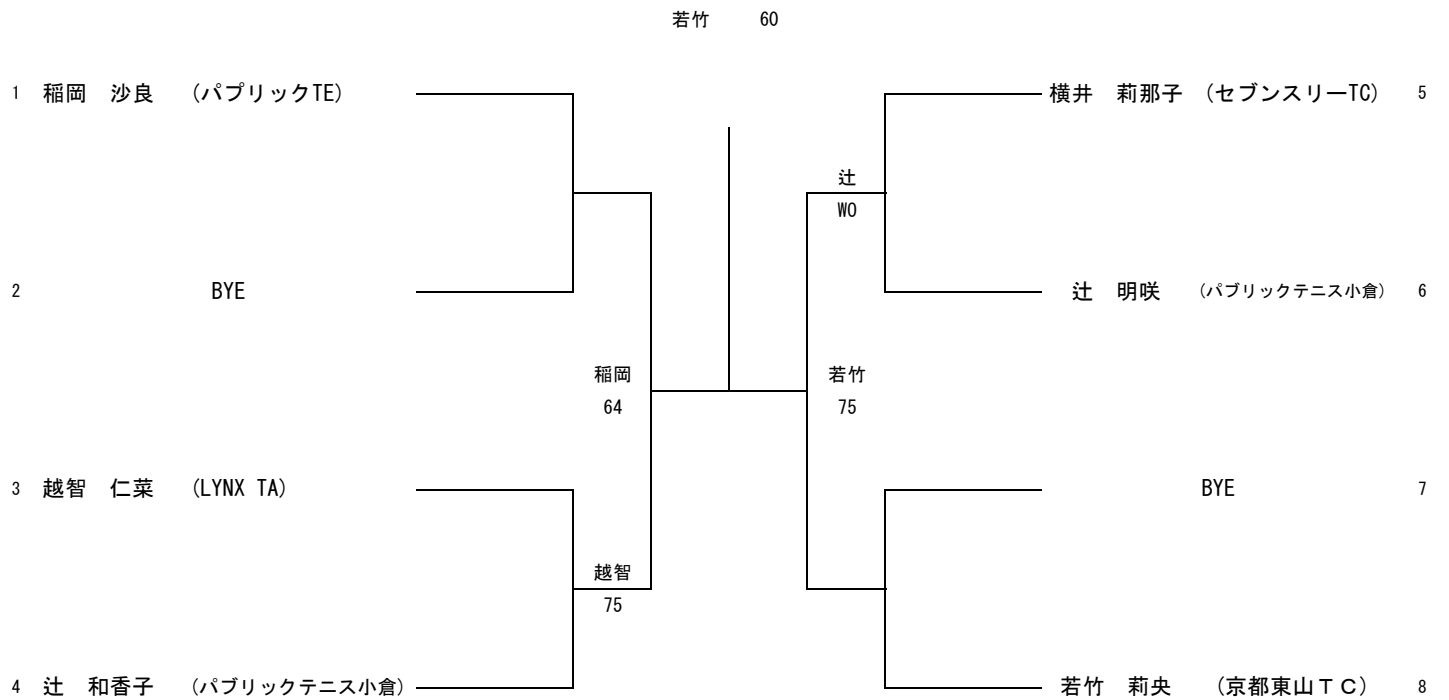 若竹 60
1 稲岡 沙良 (パプリックTE)
横井 莉那子 (セブンスリーTC) 5
辻
WO
2 BYE
辻 明咲 (パブリックテニス小倉) 6
稲岡
64
若竹
75
3 越智 仁菜 (LYNX TA)
BYE 7
越智
75
4 辻 和香子 (パブリックテニス小倉)
若竹 莉央 (京都東山ＴＣ) 8